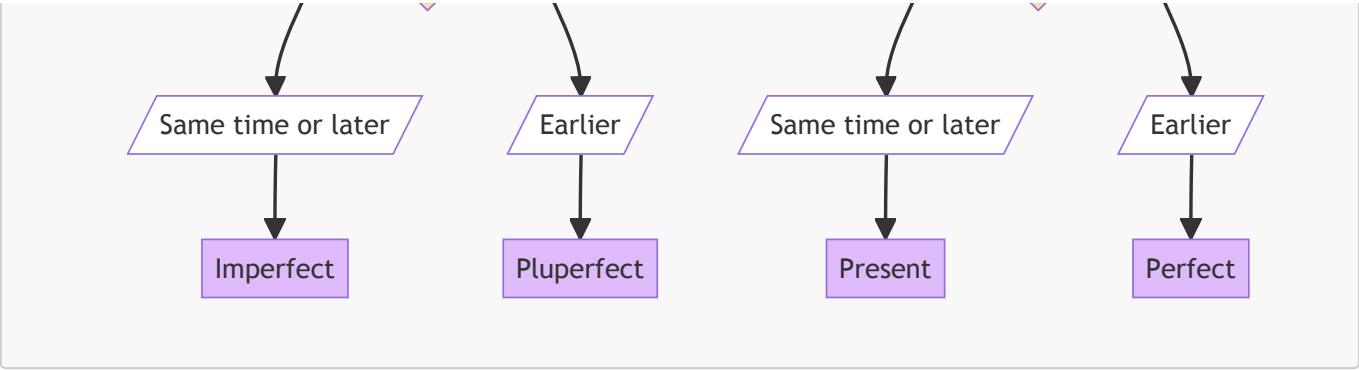 Same time or later
Earlier
Same time or later
Earlier
Imperfect
Pluperfect
Present
Perfect